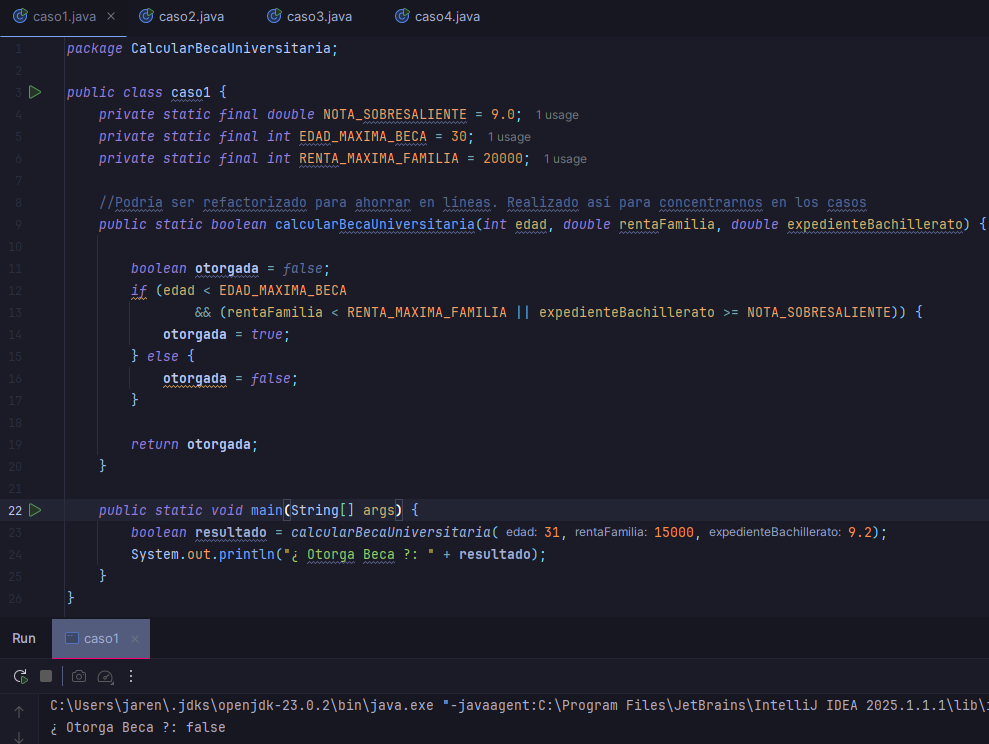 caso1.java
caso2.java
caso3.java
caso4.java
1 package CalcularBecaUniversitaria;
2
3 public class caso1 {
4 private static final double NOTA_SOBRESALIENTE = 9.0; 1 usage
5 private static final int EDAD_MAXIMA_BECA = 30; 1 usage
6 private static final int RENTA_MAXIMA_FAMILIA = 20000; 1 usage
7
8 //Podría ser refactorizado para ahorrar en líneas. Realizado así para concentrarnos en los casos
9 public static boolean calcularBecaUniversitaria(int edad, double rentaFamilia, double expedienteBachillerato) {
10
11 boolean otorgada = false;
12 if (edad < EDAD_MAXIMA_BECA
13 && (rentaFamilia < RENTA_MAXIMA_FAMILIA || expedienteBachillerato >= NOTA_SOBRESALIENTE)) {
14 otorgada = true;
15 } else {
16 otorgada = false;
17 }
18
19 return otorgada;
20 }
21
22 public static void main(String[] args) {
23 boolean resultado = calcularBecaUniversitaria( edad: 31, rentaFamilia: 15000, expedienteBachillerato: 9.2);
24 System.out.println("¿ Otorga Beca ?: " + resultado);
25 }
26 }
Run
caso1
C:\Users\jaren\.jdks\openjdk-23.0.2\bin\java.exe "-javaagent:C:\Program Files\JetBrains\IntelliJ IDEA 2025.1.1.1\lib\
¿ Otorga Beca ?: false